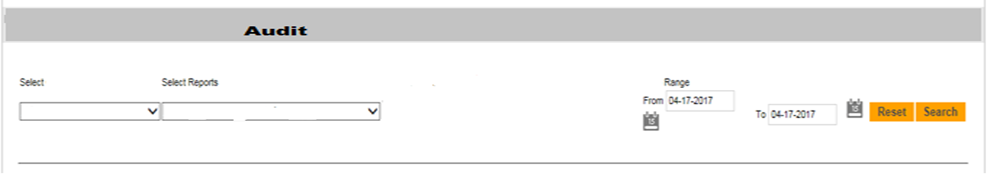 Audit
Select Select Reports Range
From 04-17-2017 To 04-17-2017 Reset Search